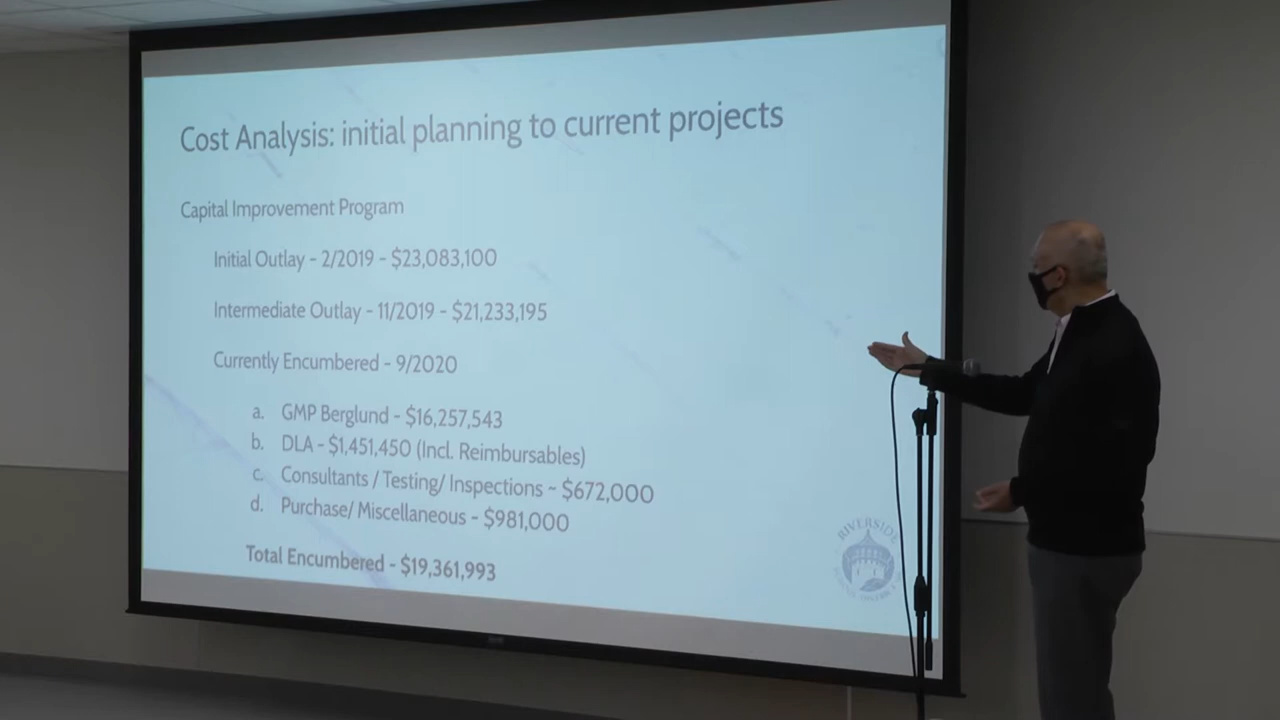 Cost Analysis: initial planning to current projects
Capital Improvement Program
Initial Outlay - 2/2019 - $23,083,100
Intermediate Outlay - 11/2019 - $21,233,195
Currently Encumbered - 9/2020
a. GMP Berglund - $16,257,543
b. DLA - $1,451,450 (Incl. Reimbursables)
c. Consultants / Testing/ Inspections ~ $672,000
d. Purchase/ Miscellaneous - $981,000
Total Encumbered - $19,361,993
RIVERSIDE